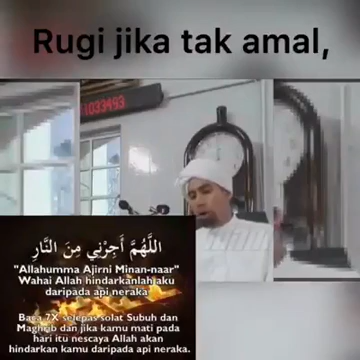 Rugi jika tak amal,
1033493
اللَّهُمَّ أَجِرْنِي مِنَ النَّارِ
"Allahumma Ajirni Minan-naar"
Wahai Allah hindarkanlah aku
daripada api neraka
Baca 7X selepas solat Subuh dan
Maghrib dan jika kamu mati pada
hari itu nescaya Allah akan
hindarkan kamu daripada api neraka.